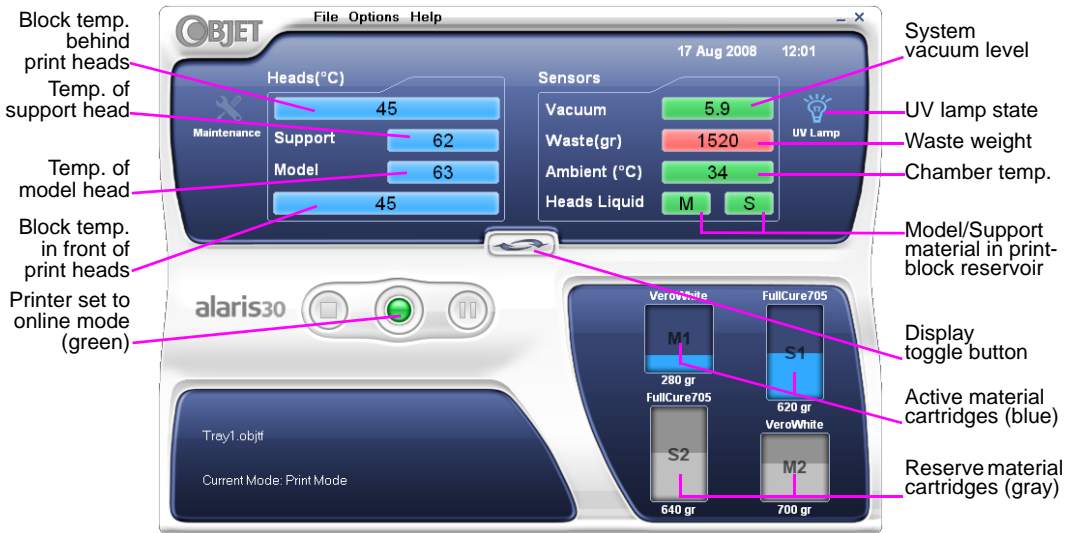 Block temp.
behind
print heads
Temp. of
support head
Temp. of
model head
Block temp.
in front of
print heads
Printer set to
online mode
(green)
OBJET
File Options Help
17 Aug 2008 12:01
Maintenance
Heads(°C)
45
Support 62
Model 63
45
Sensors
Vacuum 5.9
Waste(gr) 1520
Ambient (°C) 34
Heads Liquid M S
UV Lamp
alaris30
Tray1.objtf
Current Mode: Print Mode
VeroWhite
M1
280 gr
FullCure705
S1
620 gr
FullCure705
S2
640 gr
VeroWhite
M2
700 gr
System
vacuum level
UV lamp state
Waste weight
Chamber temp.
Model/Support
material in print-
block reservoir
Display
toggle button
Active material
cartridges (blue)
Reserve material
cartridges (gray)